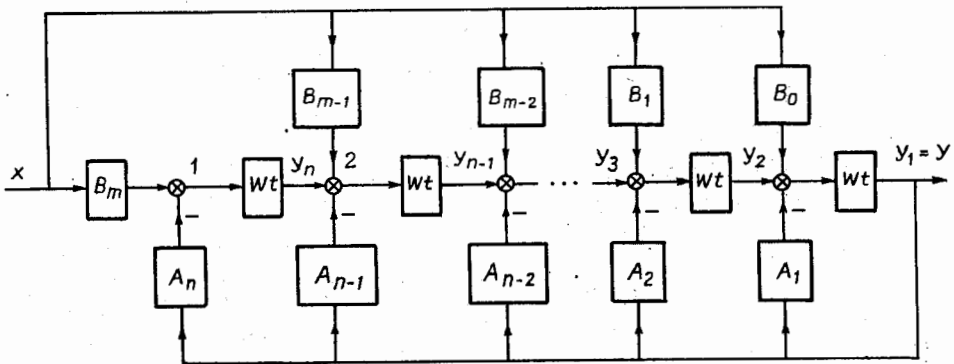 B_{m-1} B_{m-2} B_1 B_0
x B_m 1 Wt y_n 2 Wt y_{n-1} ... y_3 Wt y_2 Wt y_1 = y
− − − − −
A_n A_{n-1} A_{n-2} A_2 A_1